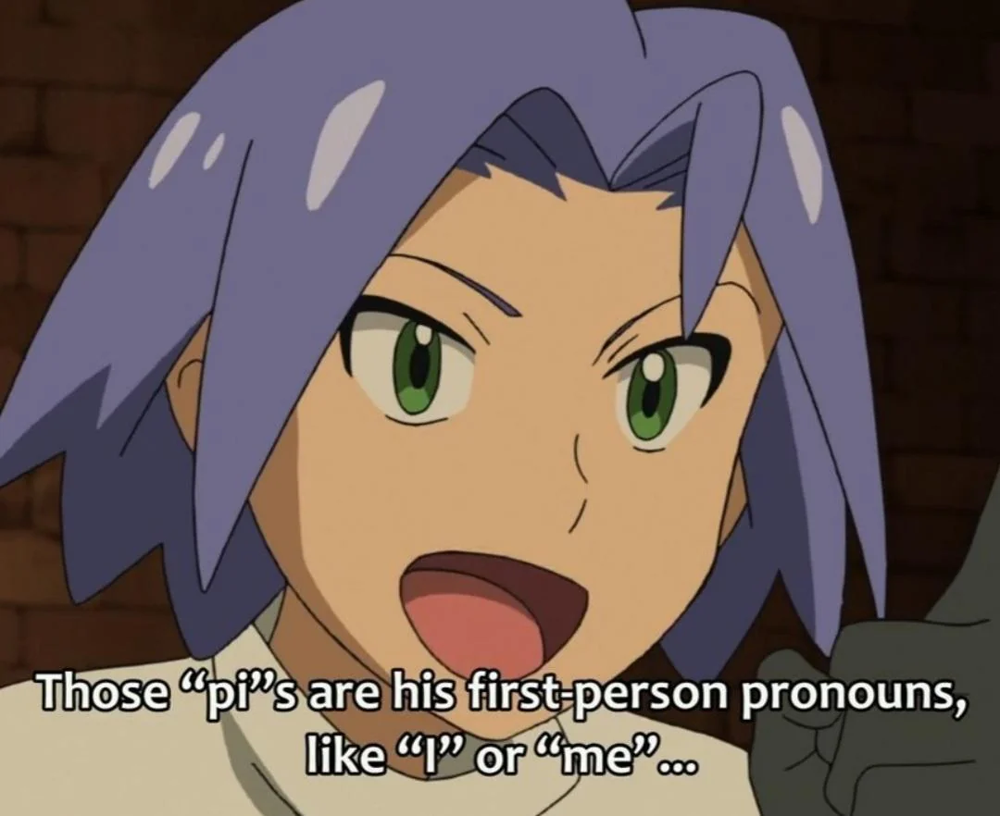 Those “pi”s are his first-person pronouns,
like “I” or “me”...